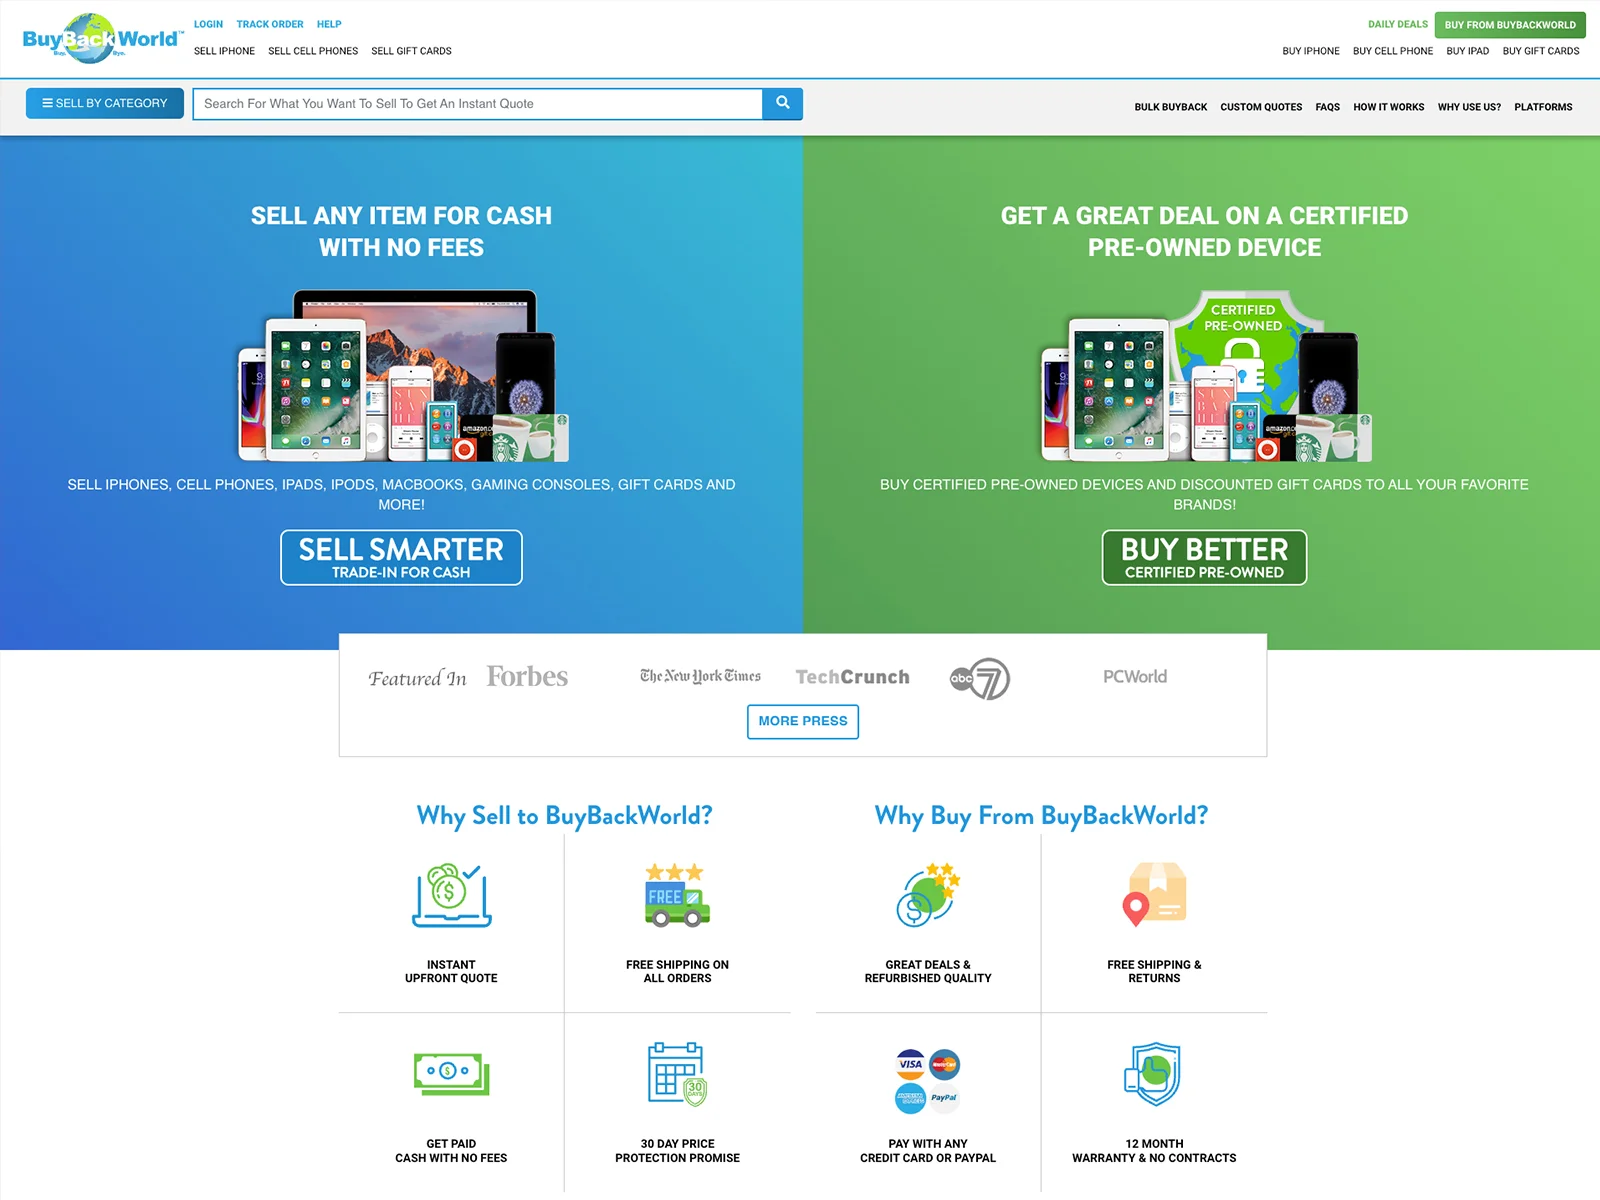 BuyBackWorld™
Buy. Bye.
LOGIN TRACK ORDER HELP
SELL IPHONE SELL CELL PHONES SELL GIFT CARDS
DAILY DEALS BUY FROM BUYBACKWORLD
BUY IPHONE BUY CELL PHONE BUY IPAD BUY GIFT CARDS
SELL BY CATEGORY
Search For What You Want To Sell To Get An Instant Quote
BULK BUYBACK CUSTOM QUOTES FAQS HOW IT WORKS WHY USE US? PLATFORMS
SELL ANY ITEM FOR CASH
WITH NO FEES
SELL IPHONES, CELL PHONES, IPADS, IPODS, MACBOOKS, GAMING CONSOLES, GIFT CARDS AND
MORE!
SELL SMARTER
TRADE-IN FOR CASH
GET A GREAT DEAL ON A CERTIFIED
PRE-OWNED DEVICE
CERTIFIED
PRE-OWNED
BUY CERTIFIED PRE-OWNED DEVICES AND DISCOUNTED GIFT CARDS TO ALL YOUR FAVORITE
BRANDS!
BUY BETTER
CERTIFIED PRE-OWNED
Featured In Forbes The New York Times TechCrunch abc 7 PCWorld
MORE PRESS
Why Sell to BuyBackWorld?
FREE
INSTANT
UPFRONT QUOTE
FREE SHIPPING ON
ALL ORDERS
30
DAYS
GET PAID
CASH WITH NO FEES
30 DAY PRICE
PROTECTION PROMISE
Why Buy From BuyBackWorld?
GREAT DEALS &
REFURBISHED QUALITY
FREE SHIPPING &
RETURNS
VISA MasterCard
PayPal
PAY WITH ANY
CREDIT CARD OR PAYPAL
12 MONTH
WARRANTY & NO CONTRACTS